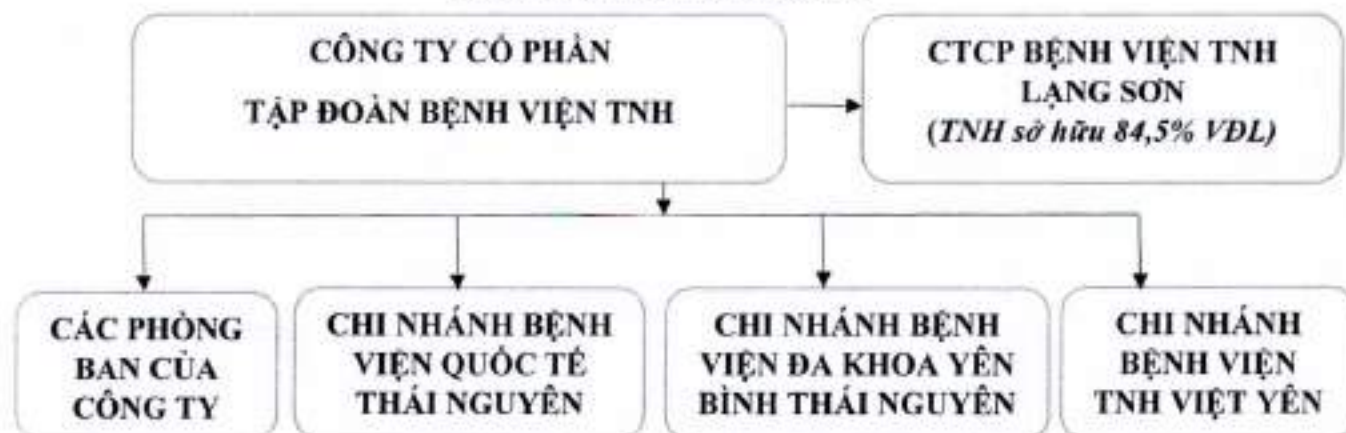 CÔNG TY CỔ PHẦN
TẬP ĐOÀN BỆNH VIỆN TNH
CTCP BỆNH VIỆN TNH
LẠNG SƠN
(TNH sở hữu 84,5% VĐL)
CÁC PHÒNG
BAN CỦA
CÔNG TY
CHI NHÁNH BỆNH
VIỆN QUỐC TẾ
THÁI NGUYÊN
CHI NHÁNH BỆNH
VIỆN ĐA KHOA YÊN
BÌNH THÁI NGUYÊN
CHI NHÁNH
BỆNH VIỆN
TNH VIỆT YÊN